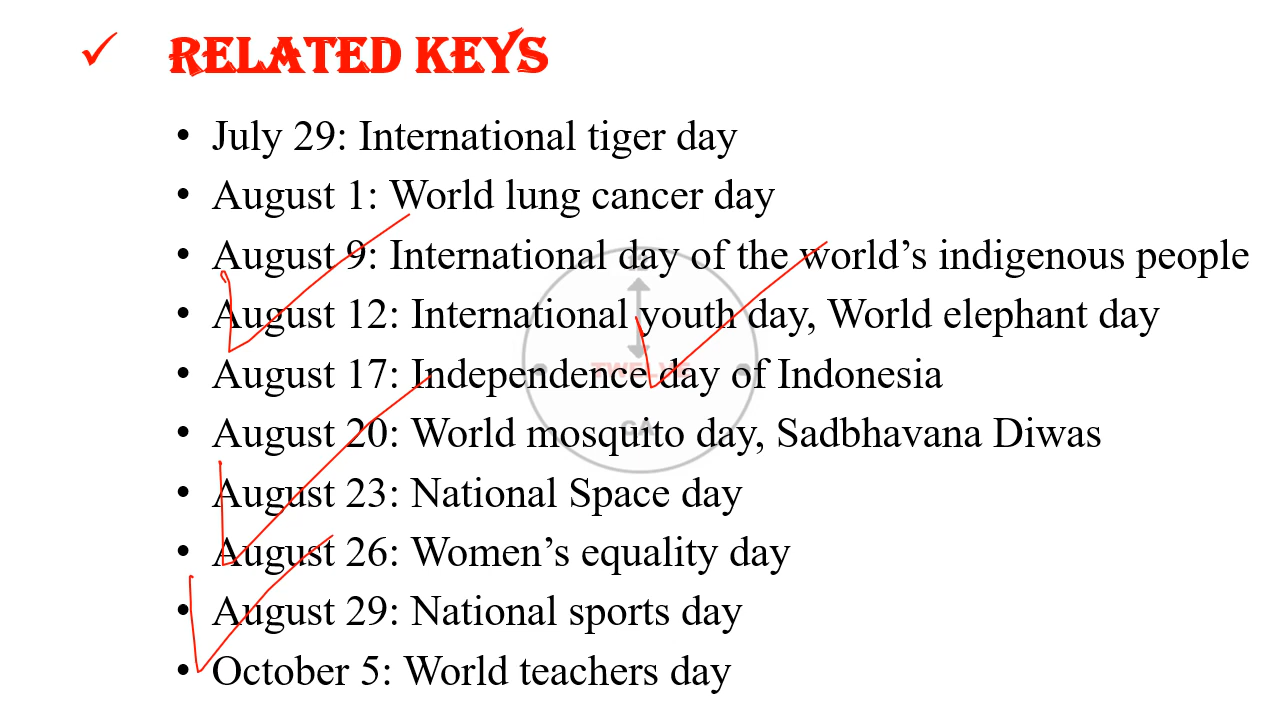 ✓ RELATED KEYS
• July 29: International tiger day
• August 1: World lung cancer day
• August 9: International day of the world’s indigenous people
• August 12: International youth day, World elephant day
• August 17: Independence day of Indonesia
• August 20: World mosquito day, Sadbhavana Diwas
• August 23: National Space day
• August 26: Women’s equality day
• August 29: National sports day
• October 5: World teachers day
12
TWELVE
GA